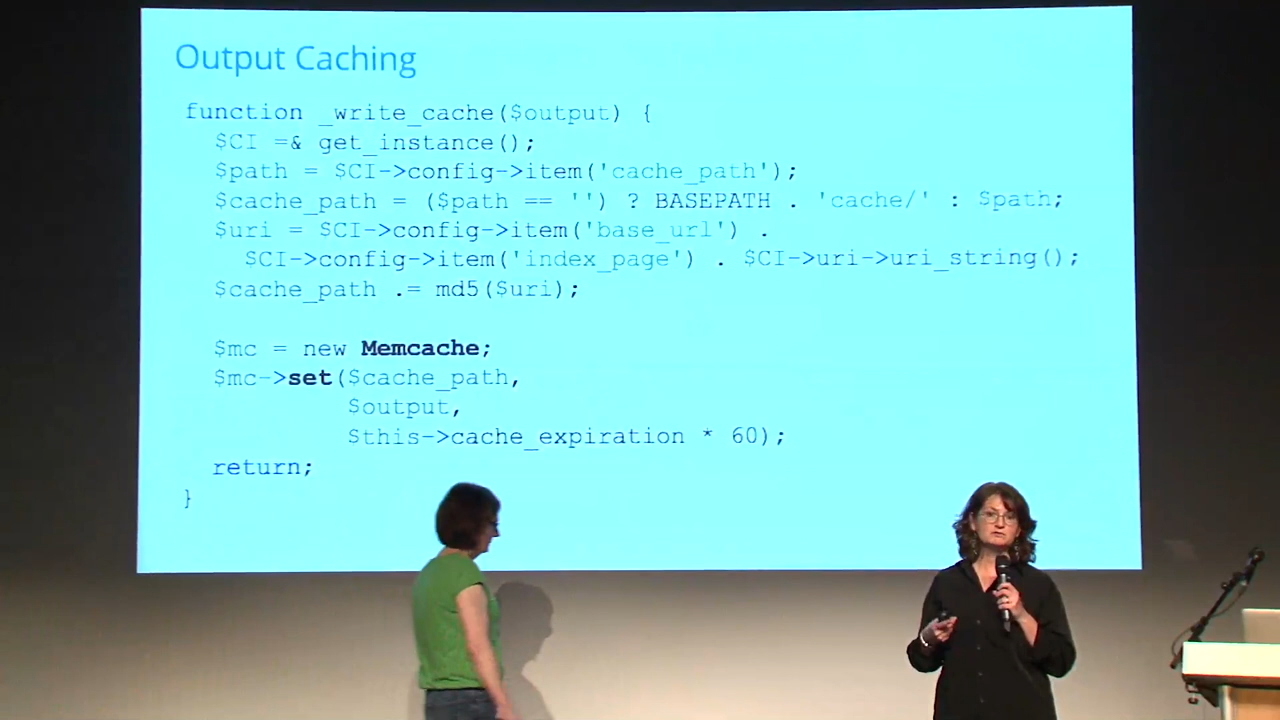 Output Caching
function _write_cache($output) {
$CI =& get_instance();
$path = $CI->config->item('cache_path');
$cache_path = ($path == '') ? BASEPATH . 'cache/' : $path;
$uri = $CI->config->item('base_url') .
$CI->config->item('index_page') . $CI->uri->uri_string();
$cache_path .= md5($uri);
$mc = new Memcache;
$mc->set($cache_path,
$output,
$this->cache_expiration * 60);
return;
}